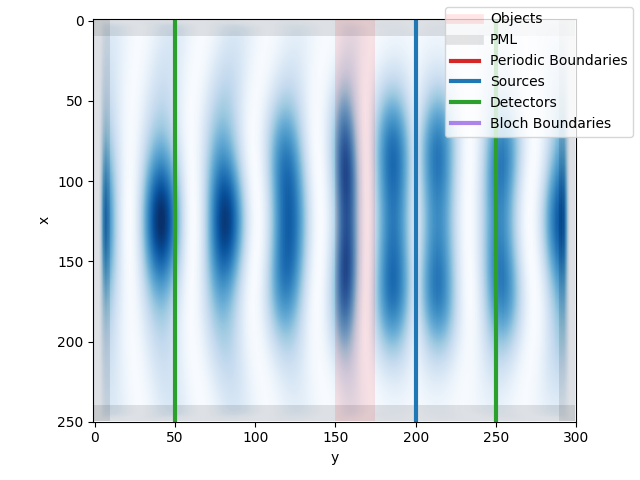 Objects
PML
Periodic Boundaries
Sources
Detectors
Bloch Boundaries
0
50
100
150
200
250
x
0 50 100 150 200 250 300
y